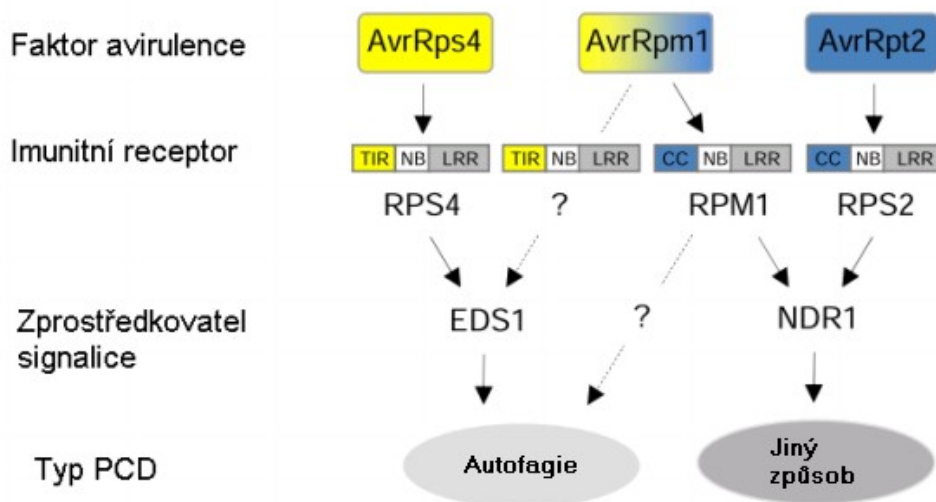 Faktor avirulence
AvrRps4
AvrRpm1
AvrRpt2
Imunitní receptor
TIR NB LRR
TIR NB LRR
CC NB LRR
CC NB LRR
RPS4
?
RPM1
RPS2
Zprostředkovatel
signalice
EDS1
?
NDR1
Typ PCD
Autofagie
Jiný
způsob